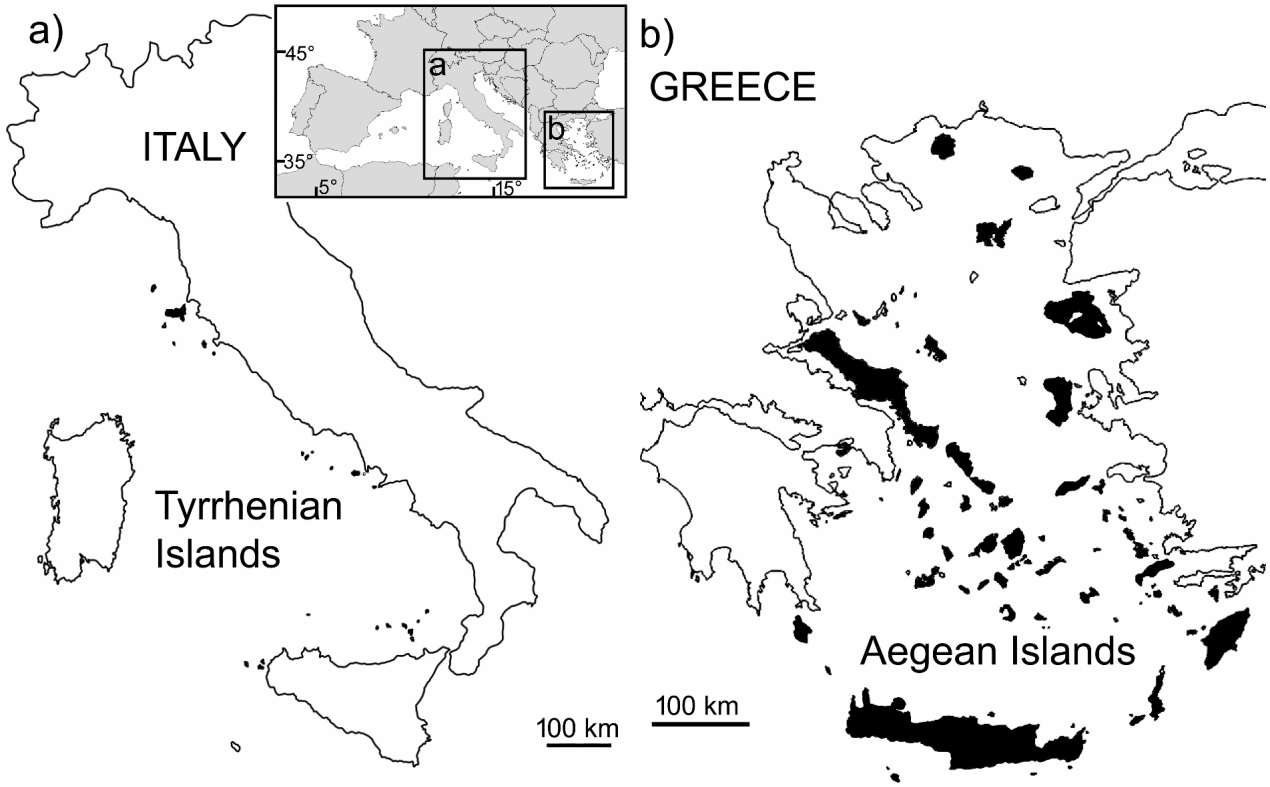 a)
ITALY
45°
35°
5°
15°
a
b
Tyrrhenian
Islands
100 km
b)
GREECE
Aegean Islands
100 km